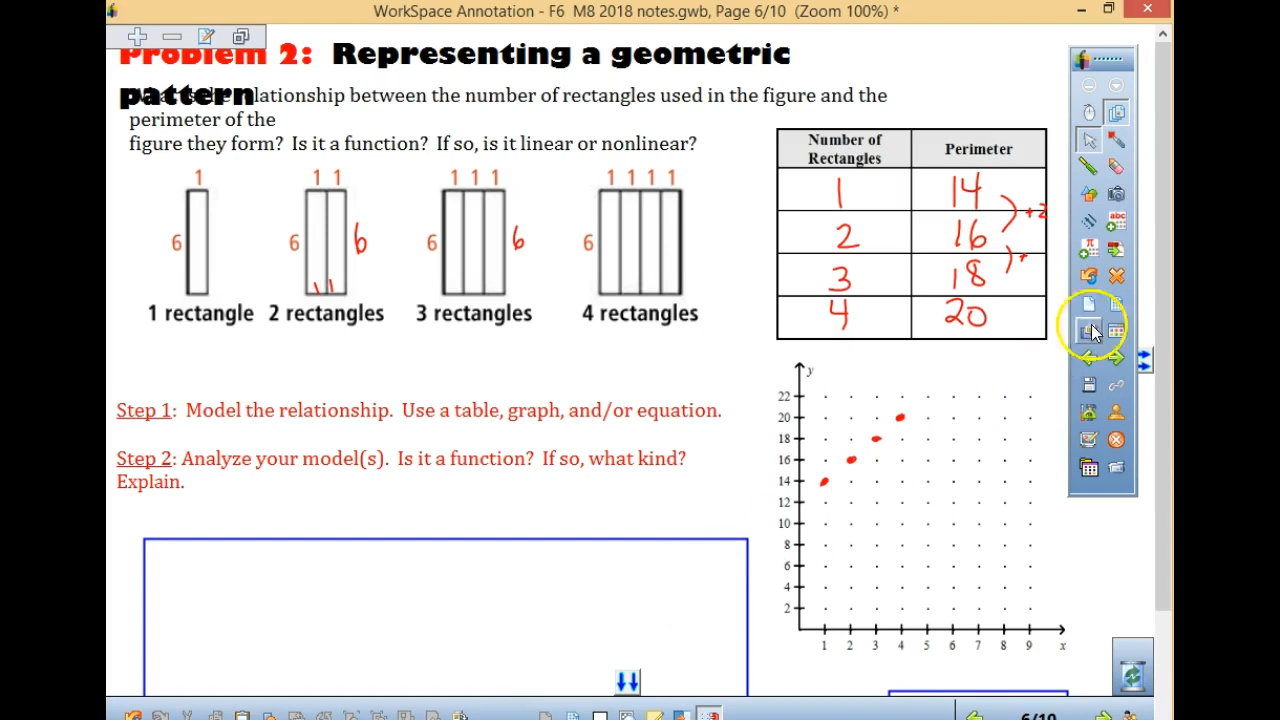 WorkSpace Annotation - F6 M8 2018 notes.gwb, Page 6/10 (Zoom 100%) *
Problem 2: Representing a geometric
pattern
relationship between the number of rectangles used in the figure and the
perimeter of the
figure they form? Is it a function? If so, is it linear or nonlinear?
Number of Rectangles Perimeter
1 14
2 16
3 18
4 20
+2
+
1 1 1 1 1 1 1 1 1 1
6 6 6 6 6 6
1 1
1 rectangle 2 rectangles 3 rectangles 4 rectangles
Step 1: Model the relationship. Use a table, graph, and/or equation.
Step 2: Analyze your model(s). Is it a function? If so, what kind?
Explain.
y
22
20
18
16
14
12
10
8
6
4
2
1 2 3 4 5 6 7 8 9 x
abc
π
6/10